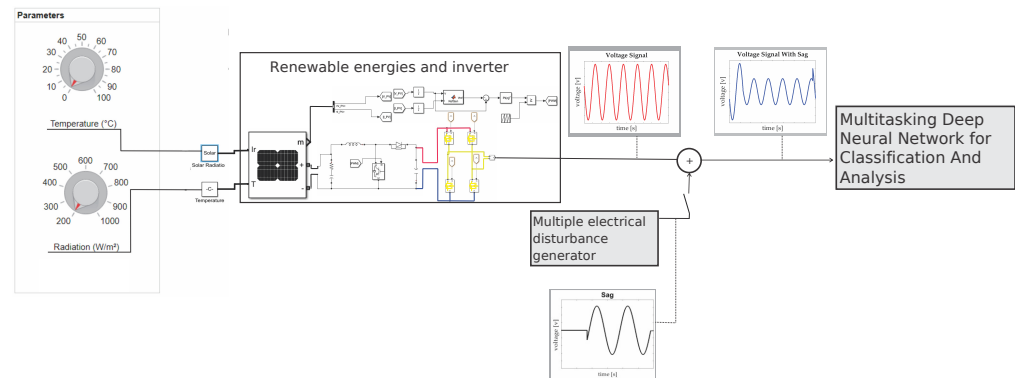 Parameters
40 50 60
30 70
20 80
10 90
0 100
Temperature (°C)
600
500 700
400 800
300 900
200 1000
Radiation (W/m²)
Solar
Solar Radiatio
-C-
Temperature
Renewable energies and inverter
Ir
T
m
+
-
Voltage Signal
voltage [v]
time [s]
Voltage Signal With Sag
voltage [v]
time [s]
+
Multitasking Deep
Neural Network for
Classification And
Analysis
Multiple electrical
disturbance
generator
Sag
voltage [v]
time [s]